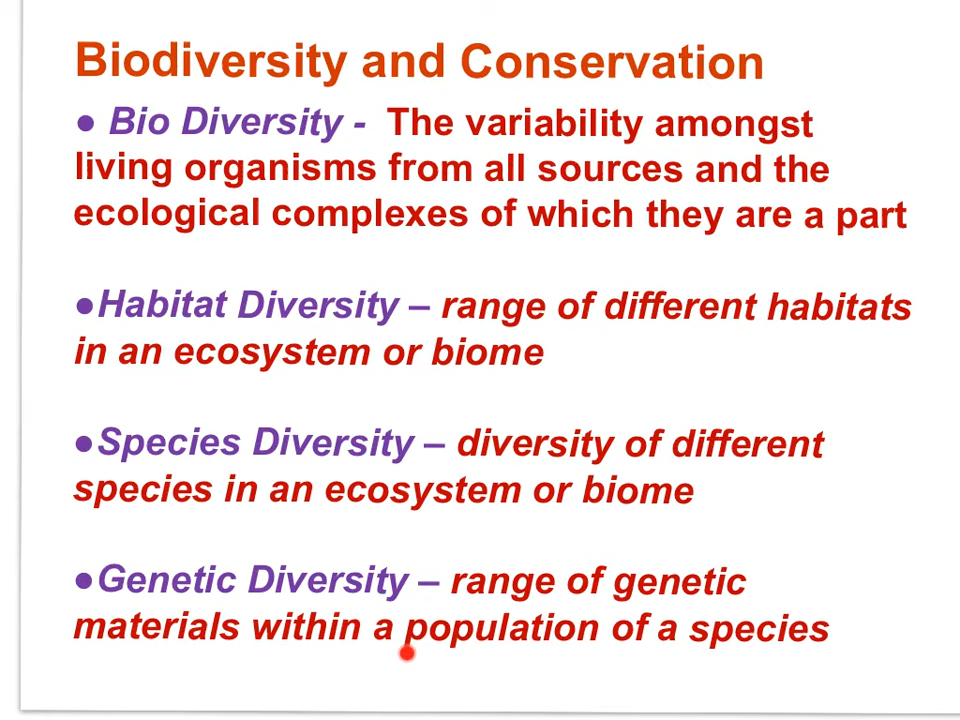 Biodiversity and Conservation
● Bio Diversity -  The variability amongst
living organisms from all sources and the
ecological complexes of which they are a part
●Habitat Diversity – range of different habitats
in an ecosystem or biome
●Species Diversity – diversity of different
species in an ecosystem or biome
●Genetic Diversity – range of genetic
materials within a population of a species